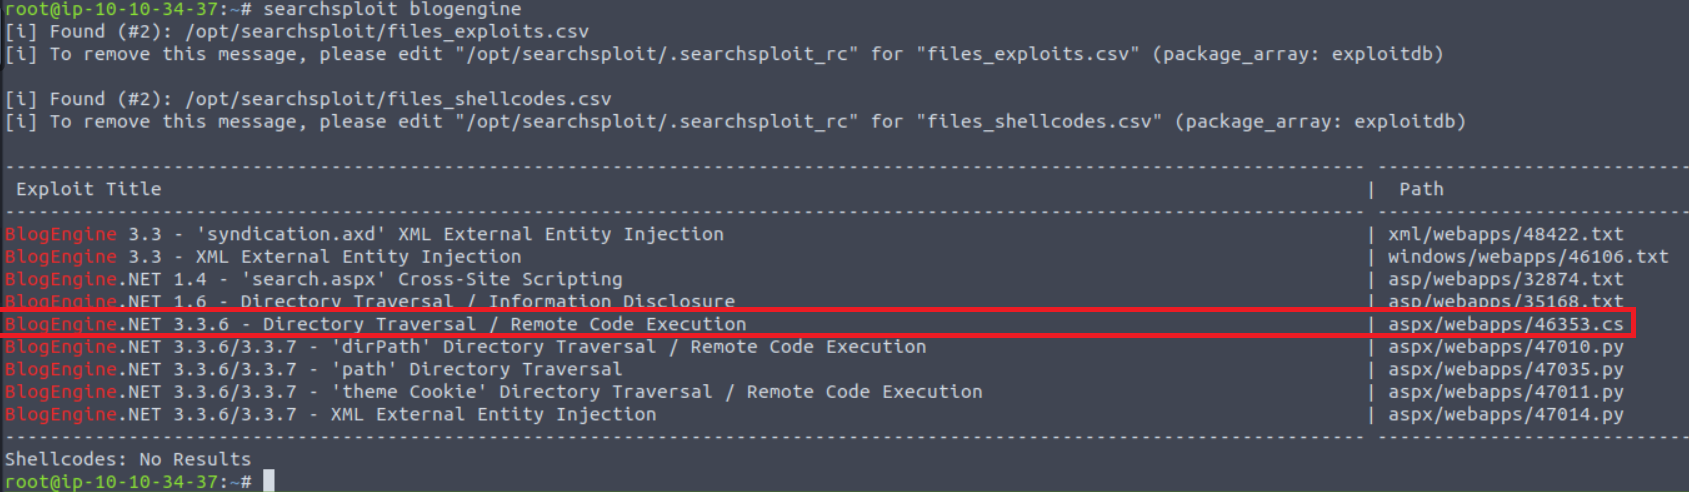 root@ip-10-10-34-37:~# searchsploit blogengine
[i] Found (#2): /opt/searchsploit/files_exploits.csv
[i] To remove this message, please edit "/opt/searchsploit/.searchsploit_rc" for "files_exploits.csv" (package_array: exploitdb)

[i] Found (#2): /opt/searchsploit/files_shellcodes.csv
[i] To remove this message, please edit "/opt/searchsploit/.searchsploit_rc" for "files_shellcodes.csv" (package_array: exploitdb)

Exploit Title | Path
BlogEngine 3.3 - 'syndication.axd' XML External Entity Injection | xml/webapps/48422.txt
BlogEngine 3.3 - XML External Entity Injection | windows/webapps/46106.txt
BlogEngine.NET 1.4 - 'search.aspx' Cross-Site Scripting | asp/webapps/32874.txt
BlogEngine.NET 1.6 - Directory Traversal / Information Disclosure | asp/webapps/35168.txt
BlogEngine.NET 3.3.6 - Directory Traversal / Remote Code Execution | aspx/webapps/46353.cs
BlogEngine.NET 3.3.6/3.3.7 - 'dirPath' Directory Traversal / Remote Code Execution | aspx/webapps/47010.py
BlogEngine.NET 3.3.6/3.3.7 - 'path' Directory Traversal | aspx/webapps/47035.py
BlogEngine.NET 3.3.6/3.3.7 - 'theme Cookie' Directory Traversal / Remote Code Execution | aspx/webapps/47011.py
BlogEngine.NET 3.3.6/3.3.7 - XML External Entity Injection | aspx/webapps/47014.py
Shellcodes: No Results
root@ip-10-10-34-37:~#